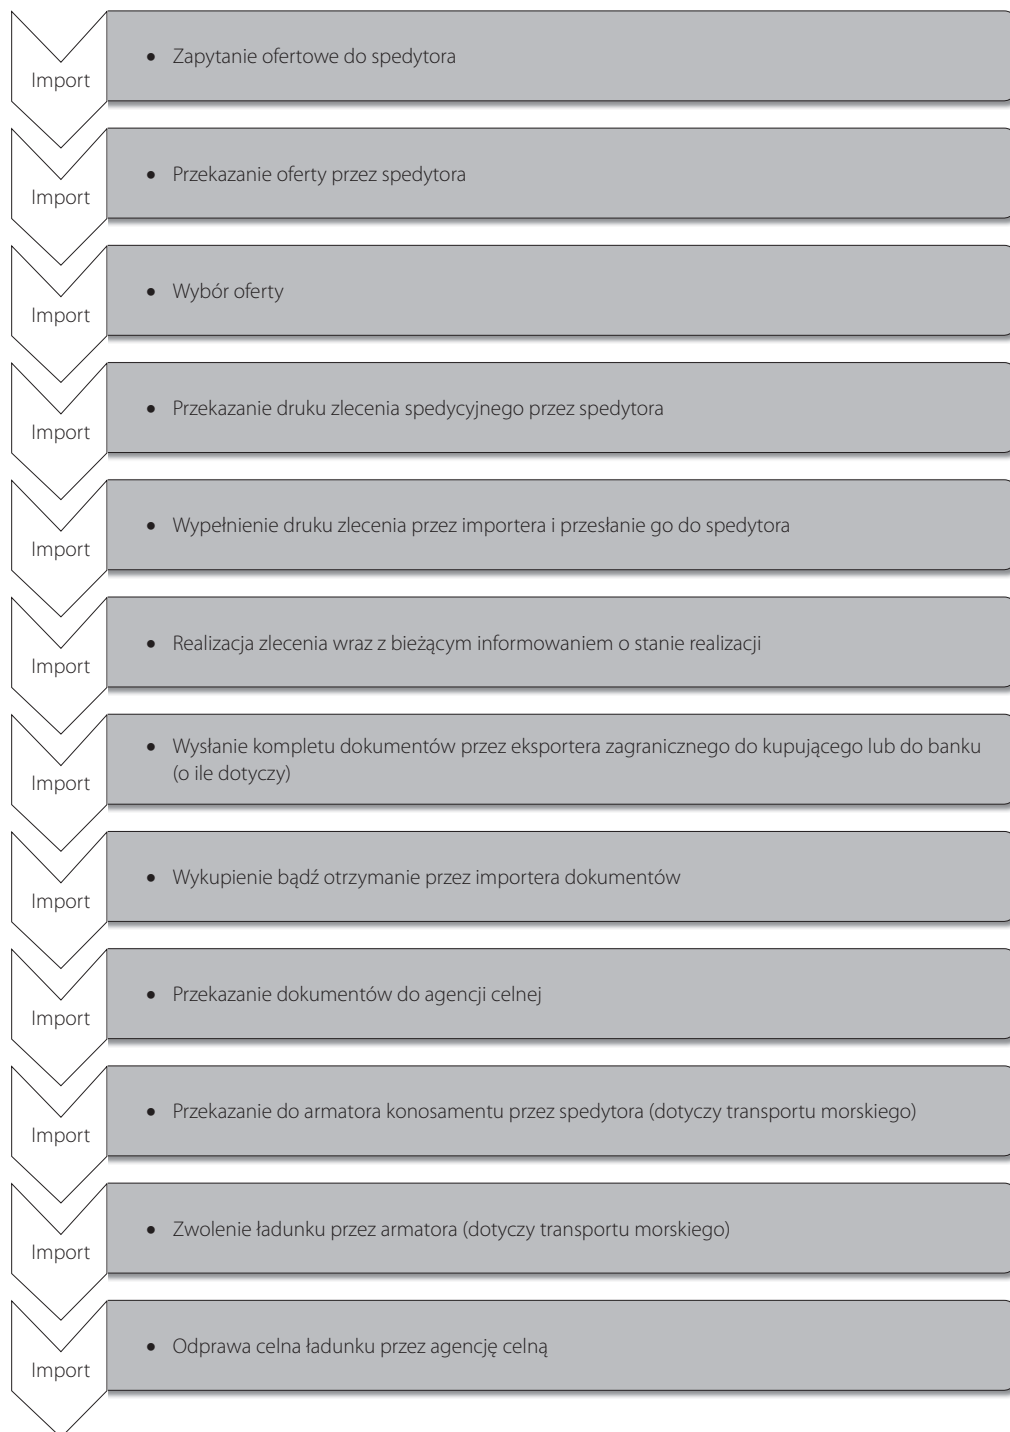 Import
• Zapytanie ofertowe do spedytora
Import
• Przekazanie oferty przez spedytora
Import
• Wybór oferty
Import
• Przekazanie druku zlecenia spedycyjnego przez spedytora
Import
• Wypełnienie druku zlecenia przez importera i przesłanie go do spedytora
Import
• Realizacja zlecenia wraz z bieżącym informowaniem o stanie realizacji
Import
• Wysłanie kompletu dokumentów przez eksportera zagranicznego do kupującego lub do banku
(o ile dotyczy)
Import
• Wykupienie bądź otrzymanie przez importera dokumentów
Import
• Przekazanie dokumentów do agencji celnej
Import
• Przekazanie do armatora konosamentu przez spedytora (dotyczy transportu morskiego)
Import
• Zwolenie ładunku przez armatora (dotyczy transportu morskiego)
Import
• Odprawa celna ładunku przez agencję celną